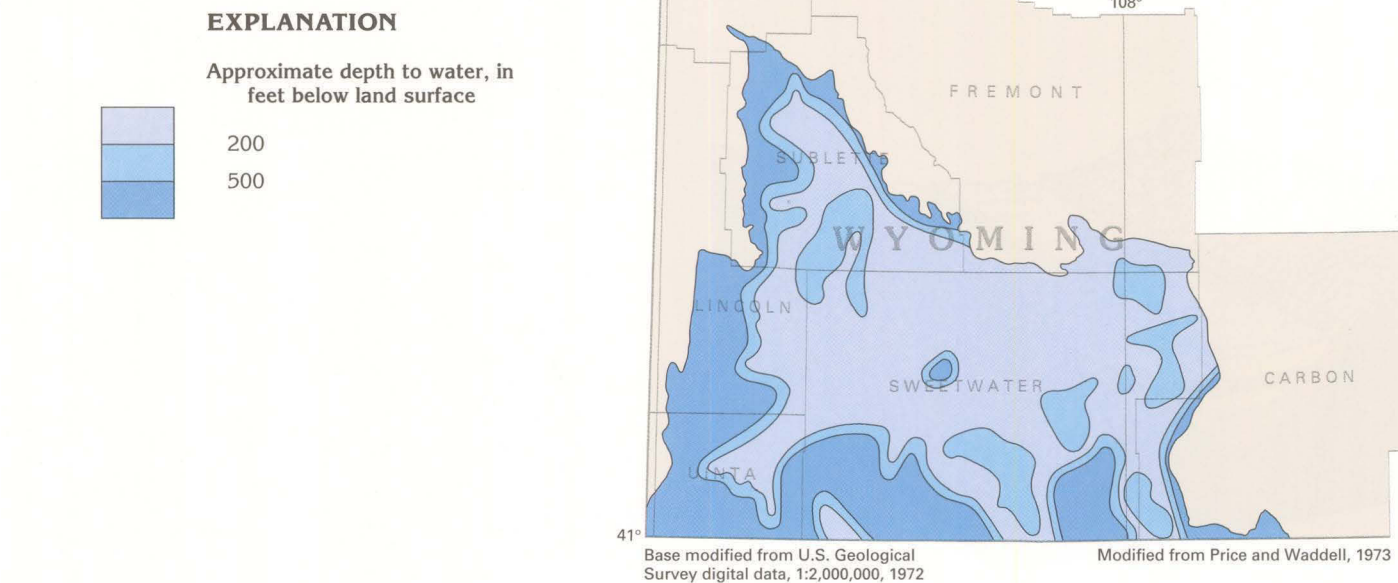 EXPLANATION
Approximate depth to water, in
feet below land surface
200
500
108°
FREMONT
SUBLETTE
WYOMING
LINCOLN
SWEETWATER
CARBON
UINTA
41°
Base modified from U.S. Geological
Survey digital data, 1:2,000,000, 1972
Modified from Price and Waddell, 1973